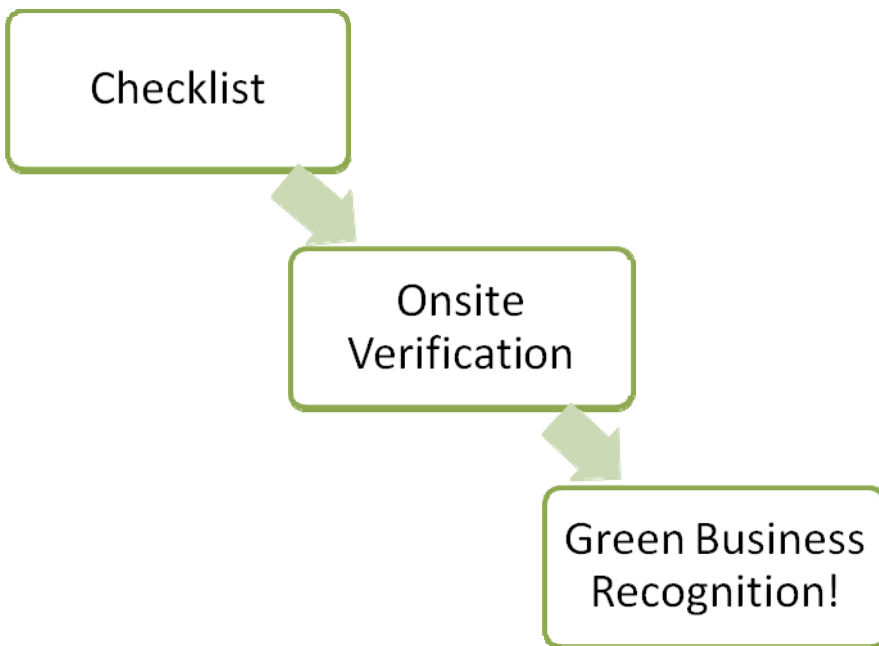 Checklist
Onsite
Verification
Green Business
Recognition!